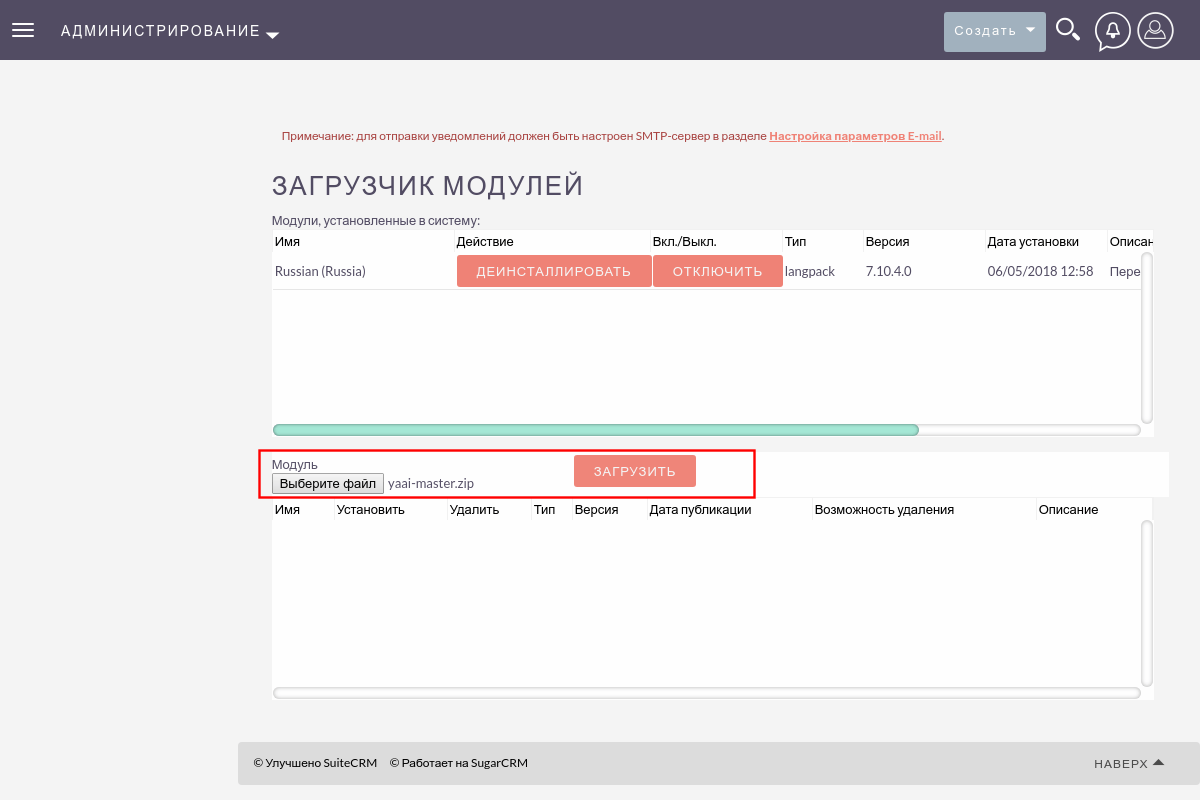 АДМИНИСТРИРОВАНИЕ Создать
Примечание: для отправки уведомлений должен быть настроен SMTP-сервер в разделе Настройка параметров E-mail.
ЗАГРУЗЧИК МОДУЛЕЙ
Модули, установленные в систему:
Имя Действие Вкл./Выкл. Тип Версия Дата установки Описан
Russian (Russia) ДЕИНСТАЛЛИРОВАТЬ ОТКЛЮЧИТЬ langpack 7.10.4.0 06/05/2018 12:58 Пере
Модуль
Выберите файл yaai-master.zip ЗАГРУЗИТЬ
Имя Установить Удалить Тип Версия Дата публикации Возможность удаления Описание
© Улучшено SuiteCRM © Работает на SugarCRM НАВЕРХ